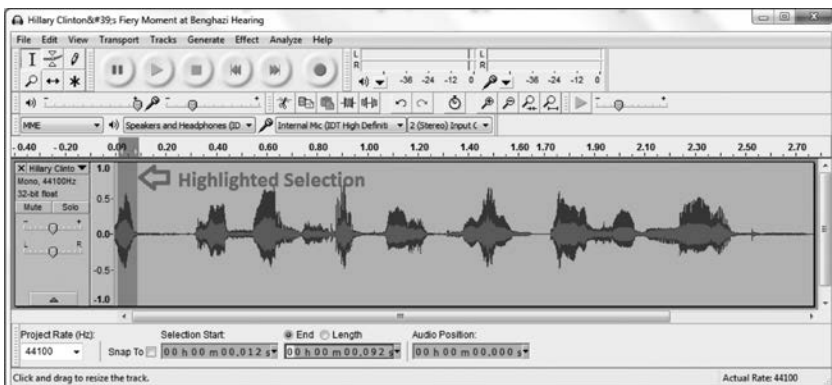 Hillary Clinton&#39;s Fiery Moment at Benghazi Hearing
File Edit View Transport Tracks Generate Effect Analyze Help
L
R
-36 -24 -12 0
L
R
-36 -24 -12 0
MME Speakers and Headphones (ID Internal Mic (IDT High Definiti 2 (Stereo) Input C
-0.40 -0.20 0.00 0.20 0.40 0.60 0.80 1.00 1.20 1.40 1.60 1.70 1.90 2.10 2.30 2.50 2.70
X Hillary Clinto
Mono, 44100Hz
32-bit float
Mute Solo
- +
L R
1.0
0.5-
0.0-
-0.5-
-1.0
Highlighted Selection
Project Rate (Hz): Selection Start: End Length Audio Position:
44100 Snap To 00 h 00 m 00,012 s 00 h 00 m 00,092 s 00 h 00 m 00,000 s
Click and drag to resize the track. Actual Rate: 44100